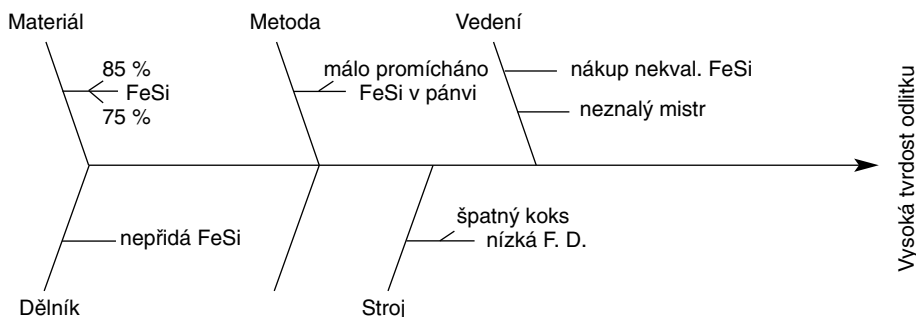 Materiál
Metoda
Vedení
85 %
FeSi
75 %
málo promícháno
FeSi v pánvi
nákup nekval. FeSi
neznalý mistr
Vysoká tvrdost odlitku
nepřidá FeSi
špatný koks
nízká F. D.
Dělník
Stroj